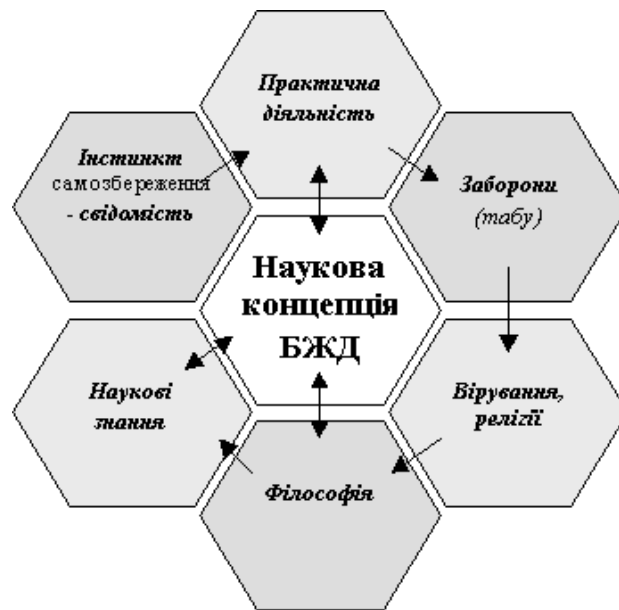 Практична
діяльність
Інстинкт
самозбереження
- свідомість
Заборони
(табу)
Наукова
концепція
БЖД
Наукові
знання
Вірування,
релігії
Філософія